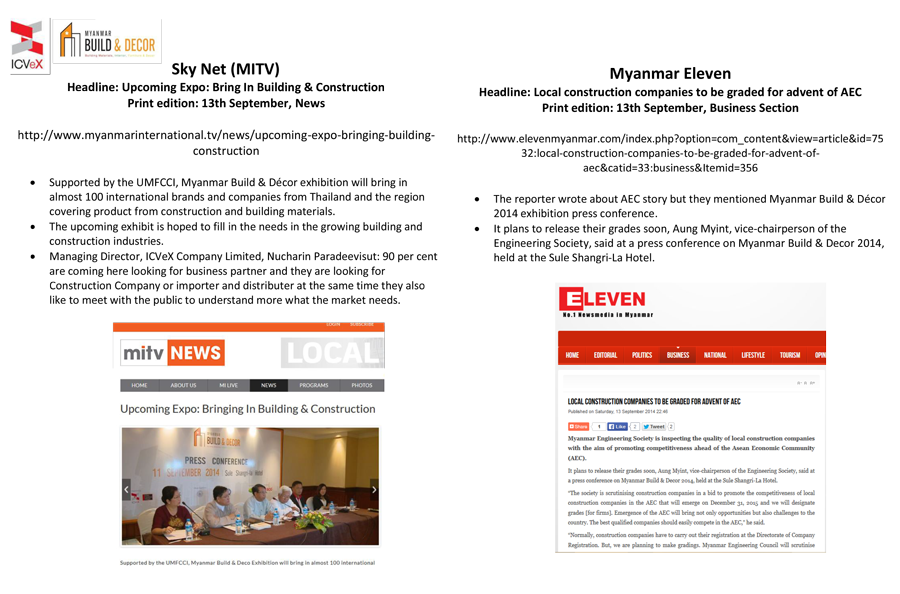 ICVeX
MYANMAR
BUILD & DECOR
Sky Net (MITV)
Headline: Upcoming Expo: Bring In Building & Construction
Print edition: 13th September, News
http://www.myanmarinternational.tv/news/upcoming-expo-bringing-building-
construction
• Supported by the UMFCCI, Myanmar Build & Décor exhibition will bring in
almost 100 international brands and companies from Thailand and the region
covering product from construction and building materials.
• The upcoming exhibit is hoped to fill in the needs in the growing building and
construction industries.
• Managing Director, ICVeX Company Limited, Nucharin Paradeevisut: 90 per cent
are coming here looking for business partner and they are looking for
Construction Company or importer and distributer at the same time they also
like to meet with the public to understand more what the market needs.
LOGIN SUBSCRIBE
mitv NEWS
LOCAL
HOME ABOUT US MI LIVE NEWS PROGRAMS PHOTOS
Upcoming Expo: Bringing In Building & Construction
MYANMAR
BUILD & DECOR
PRESS CONFERENCE
11 SEPTEMBER 2014 Sule Shangri-la Hotel
Supported by the UMFCCI, Myanmar Build & Deco Exhibition will bring in almost 100 international
Myanmar Eleven
Headline: Local construction companies to be graded for advent of AEC
Print edition: 13th September, Business Section
http://www.elevenmyanmar.com/index.php?option=com_content&view=article&id=75
32:local-construction-companies-to-be-graded-for-advent-of-
aec&catid=33:business&Itemid=356
• The reporter wrote about AEC story but they mentioned Myanmar Build & Décor
2014 exhibition press conference.
• It plans to release their grades soon, Aung Myint, vice-chairperson of the
Engineering Society, said at a press conference on Myanmar Build & Decor 2014,
held at the Sule Shangri-La Hotel.
ELEVEN
No.1 Newsmedia in Myanmar
HOME EDITORIAL POLITICS BUSINESS NATIONAL LIFESTYLE TOURISM OPIN
LOCAL CONSTRUCTION COMPANIES TO BE GRADED FOR ADVENT OF AEC
Published on Saturday, 13 September 2014 22:46
Share 1 Like 2 Tweet 2
Myanmar Engineering Society is inspecting the quality of local construction companies
with the aim of promoting competitiveness ahead of the Asean Economic Community
(AEC).
It plans to release their grades soon, Aung Myint, vice-chairperson of the Engineering Society, said at
a press conference on Myanmar Build & Decor 2014, held at the Sule Shangri-La Hotel.
"The society is scrutinising construction companies in a bid to promote the competitiveness of local
construction companies in the AEC that will emerge on December 31, 2015 and we will designate
grades [for firms]. Emergence of the AEC will bring not only opportunities but also challenges to the
country. The best qualified companies should easily compete in the AEC," he said.
"Normally, construction companies have to carry out their registration at the Directorate of Company
Registration. But, we are planning to make gradings. Myanmar Engineering Council will scrutinise